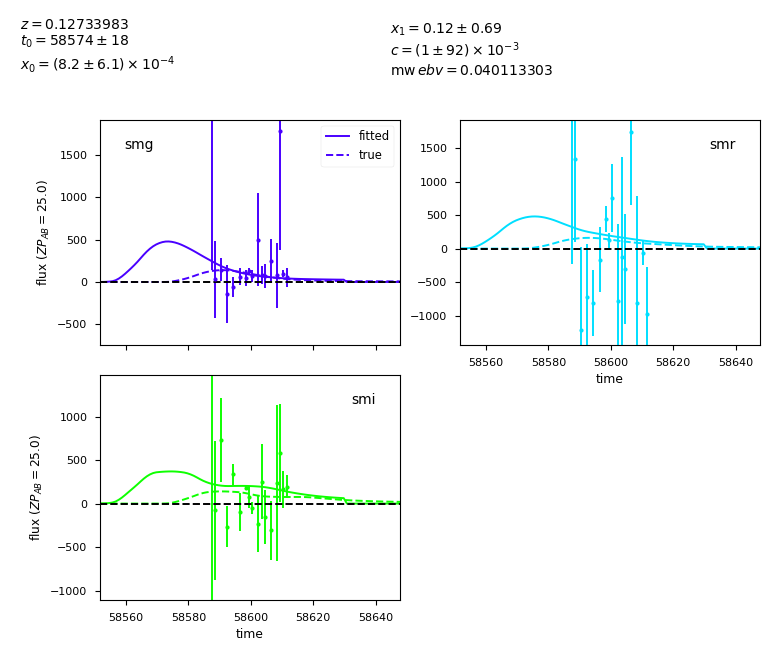 z = 0.12733983
t₀ = 58574 ± 18
x₀ = (8.2 ± 6.1) × 10⁻⁴
x₁ = 0.12 ± 0.69
c = (1 ± 92) × 10⁻³
mw ebv = 0.040113303
smg
fitted
true
1500
1000
500
0
−500
flux (ZP_AB = 25.0)
smr
1500
1000
500
0
−500
−1000
58560 58580 58600 58620 58640
time
smi
1000
500
0
−500
−1000
flux (ZP_AB = 25.0)
58560 58580 58600 58620 58640
time